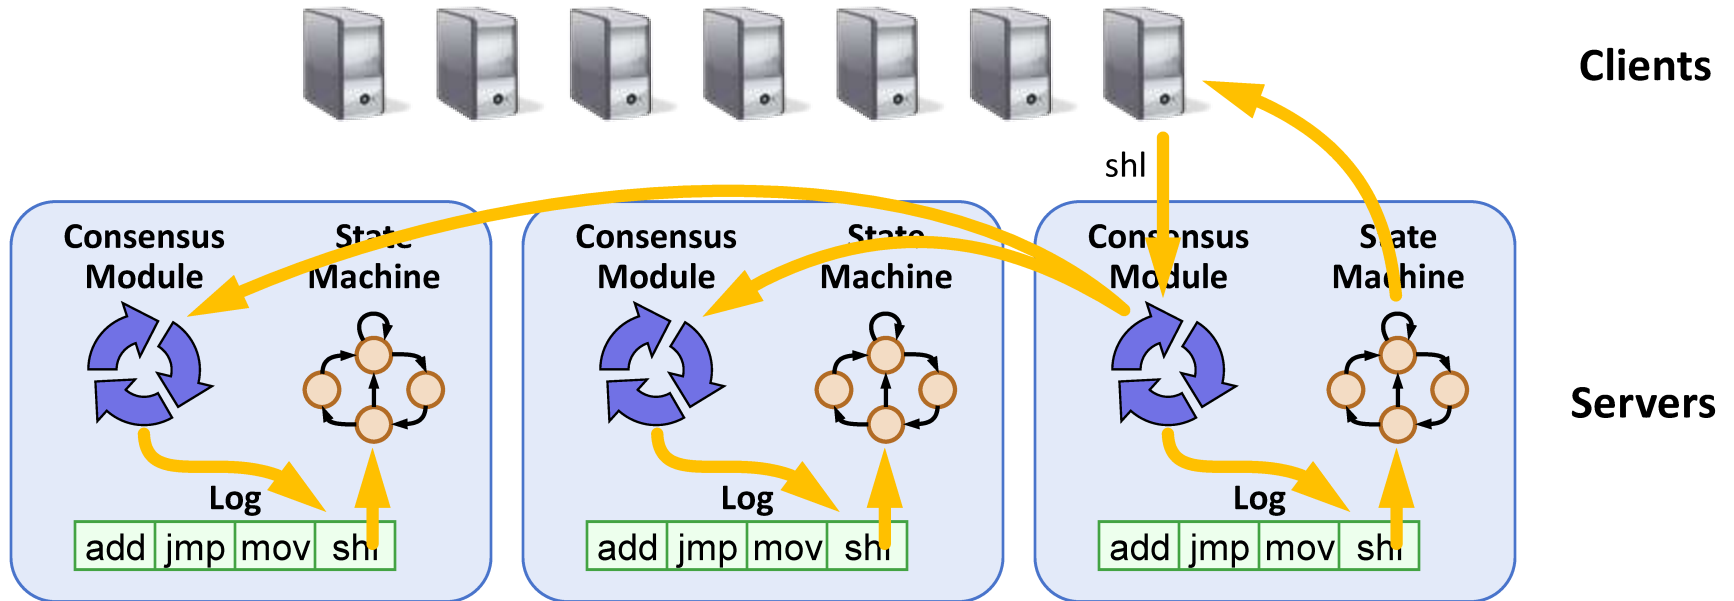 Clients
shl
Consensus Module
State Machine
Consensus Module
State Machine
Consensus Module
State Machine
Servers
Log
Log
Log
add jmp mov shl
add jmp mov shl
add jmp mov shl